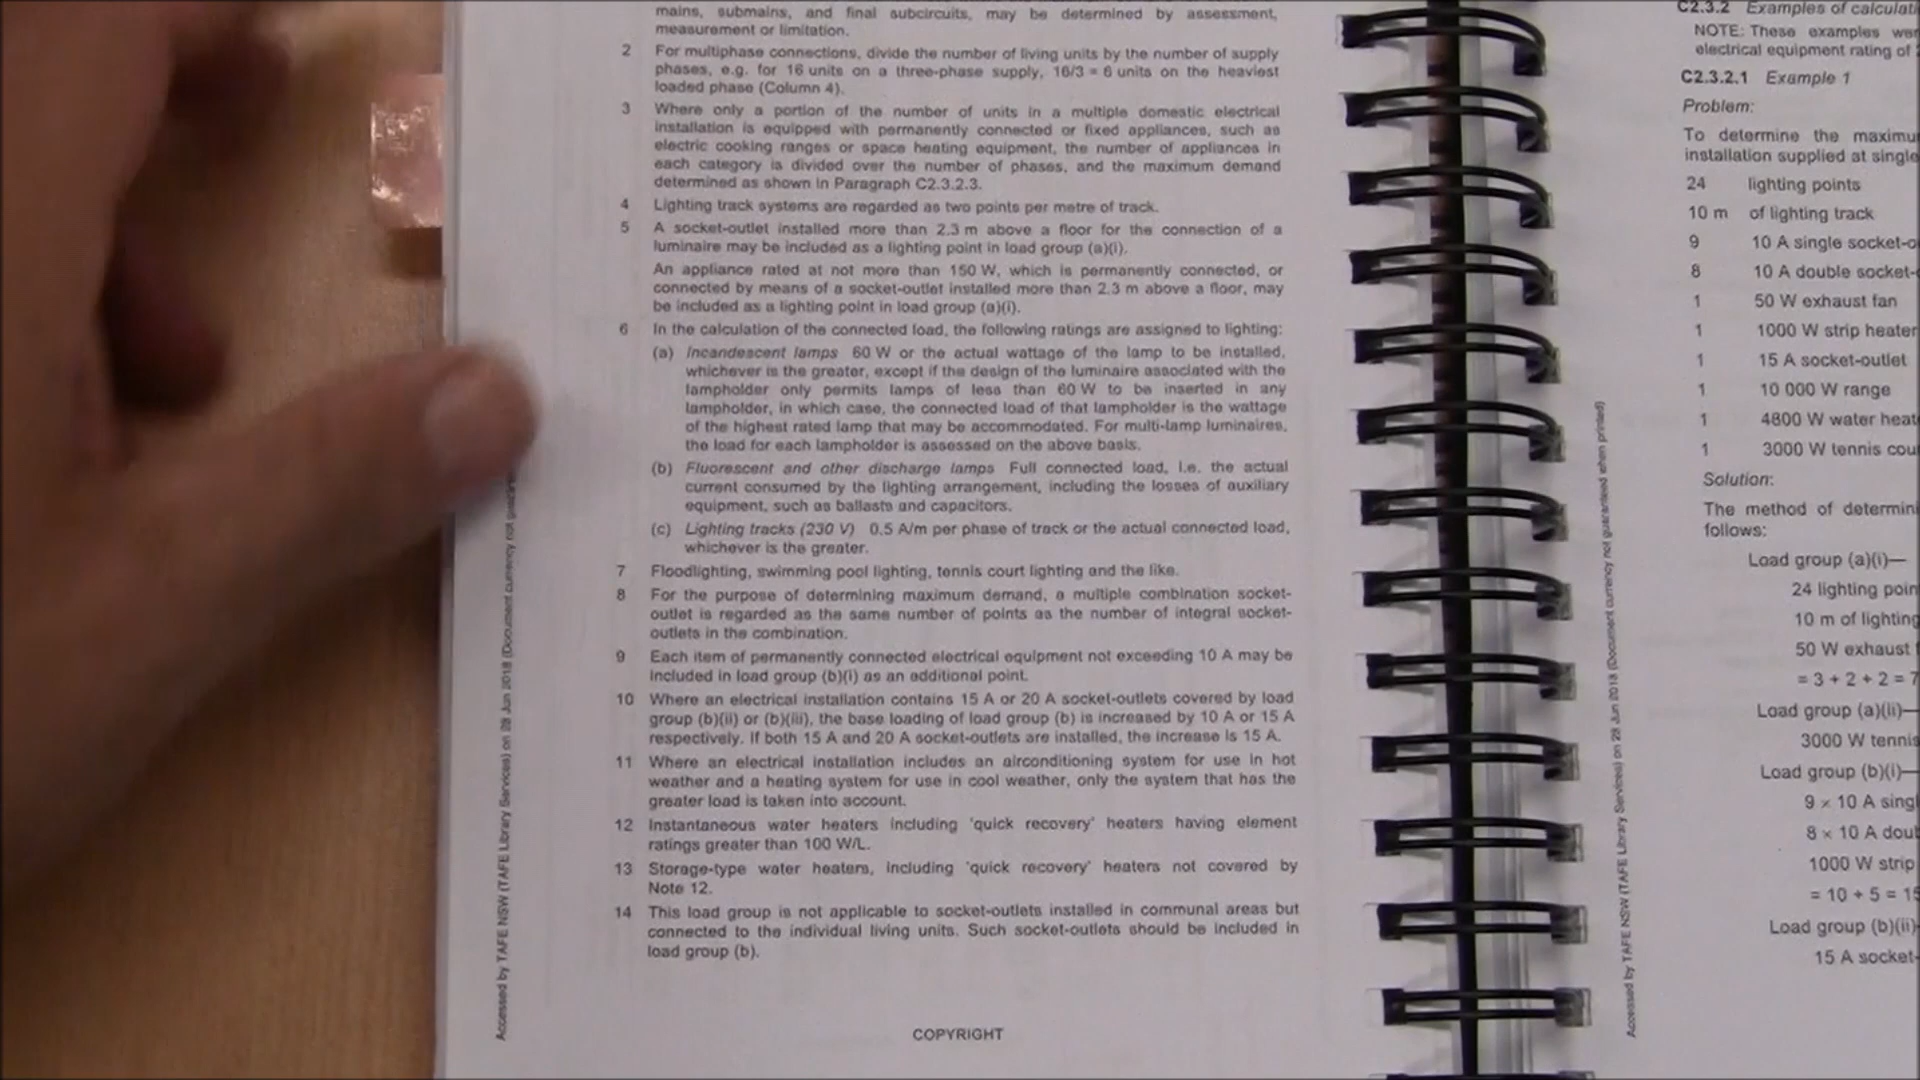 mains, submains, and final subcircuits, may be determined by assessment,
measurement or limitation.
2 For multiphase connections, divide the number of living units by the number of supply
phases, e.g. for 16 units on a three-phase supply, 16/3 = 6 units on the heaviest
loaded phase (Column 4).
3 Where only a portion of the number of units in a multiple domestic electrical
installation is equipped with permanently connected or fixed appliances, such as
electric cooking ranges or space heating equipment, the number of appliances in
each category is divided over the number of phases, and the maximum demand
determined as shown in Paragraph C2.3.2.3.
4 Lighting track systems are regarded as two points per metre of track.
5 A socket-outlet installed more than 2.3 m above a floor for the connection of a
luminaire may be included as a lighting point in load group (a)(i).
An appliance rated at not more than 150 W, which is permanently connected, or
connected by means of a socket-outlet installed more than 2.3 m above a floor, may
be included as a lighting point in load group (a)(i).
6 In the calculation of the connected load, the following ratings are assigned to lighting:
(a) Incandescent lamps 60 W or the actual wattage of the lamp to be installed,
whichever is the greater, except if the design of the luminaire associated with the
lampholder only permits lamps of less than 60 W to be inserted in any
lampholder, in which case, the connected load of that lampholder is the wattage
of the highest rated lamp that may be accommodated. For multi-lamp luminaires,
the load for each lampholder is assessed on the above basis.
(b) Fluorescent and other discharge lamps Full connected load, i.e. the actual
current consumed by the lighting arrangement, including the losses of auxiliary
equipment, such as ballasts and capacitors.
(c) Lighting tracks (230 V) 0.5 A/m per phase of track or the actual connected load,
whichever is the greater.
7 Floodlighting, swimming pool lighting, tennis court lighting and the like.
8 For the purpose of determining maximum demand, a multiple combination socket-
outlet is regarded as the same number of points as the number of integral socket-
outlets in the combination.
9 Each item of permanently connected electrical equipment not exceeding 10 A may be
included in load group (b)(i) as an additional point.
10 Where an electrical installation contains 15 A or 20 A socket-outlets covered by load
group (b)(ii) or (b)(iii), the base loading of load group (b) is increased by 10 A or 15 A
respectively. If both 15 A and 20 A socket-outlets are installed, the increase is 15 A.
11 Where an electrical installation includes an airconditioning system for use in hot
weather and a heating system for use in cool weather, only the system that has the
greater load is taken into account.
12 Instantaneous water heaters including 'quick recovery' heaters having element
ratings greater than 100 W/L.
13 Storage-type water heaters, including 'quick recovery' heaters not covered by
Note 12.
14 This load group is not applicable to socket-outlets installed in communal areas but
connected to the individual living units. Such socket-outlets should be included in
load group (b).
COPYRIGHT
Accessed by TAFE NSW (TAFE Library Services) on 28 Jun 2018 (Document currency not
C2.3.2 Examples of
NOTE: These examples
electrical equipment rating of
C2.3.2.1 Example 1
Problem:
To determine the
installation supplied at
24 lighting points
10 m of lighting track
9 10 A single
8 10 A double
1 50 W exhaust fan
1 1000 W strip heater
1 15 A socket-outlet
1 10 000 W range
1 4800 W water
1 3000 W tennis
Solution:
The method of
follows:
Load group (a)(i)—
24 lighting
10 m of lighting
50 W exhaust
= 3 + 2 + 2 = 7
Load group (a)(ii)—
3000 W tennis
Load group (b)(i)—
9 × 10 A
8 × 10 A
1000 W strip
= 10 + 5 = 15
Load group (b)(ii)
15 A
Accessed by TAFE NSW (TAFE Library Services) on 28 Jun 2018 (Document currency not guaranteed when printed)